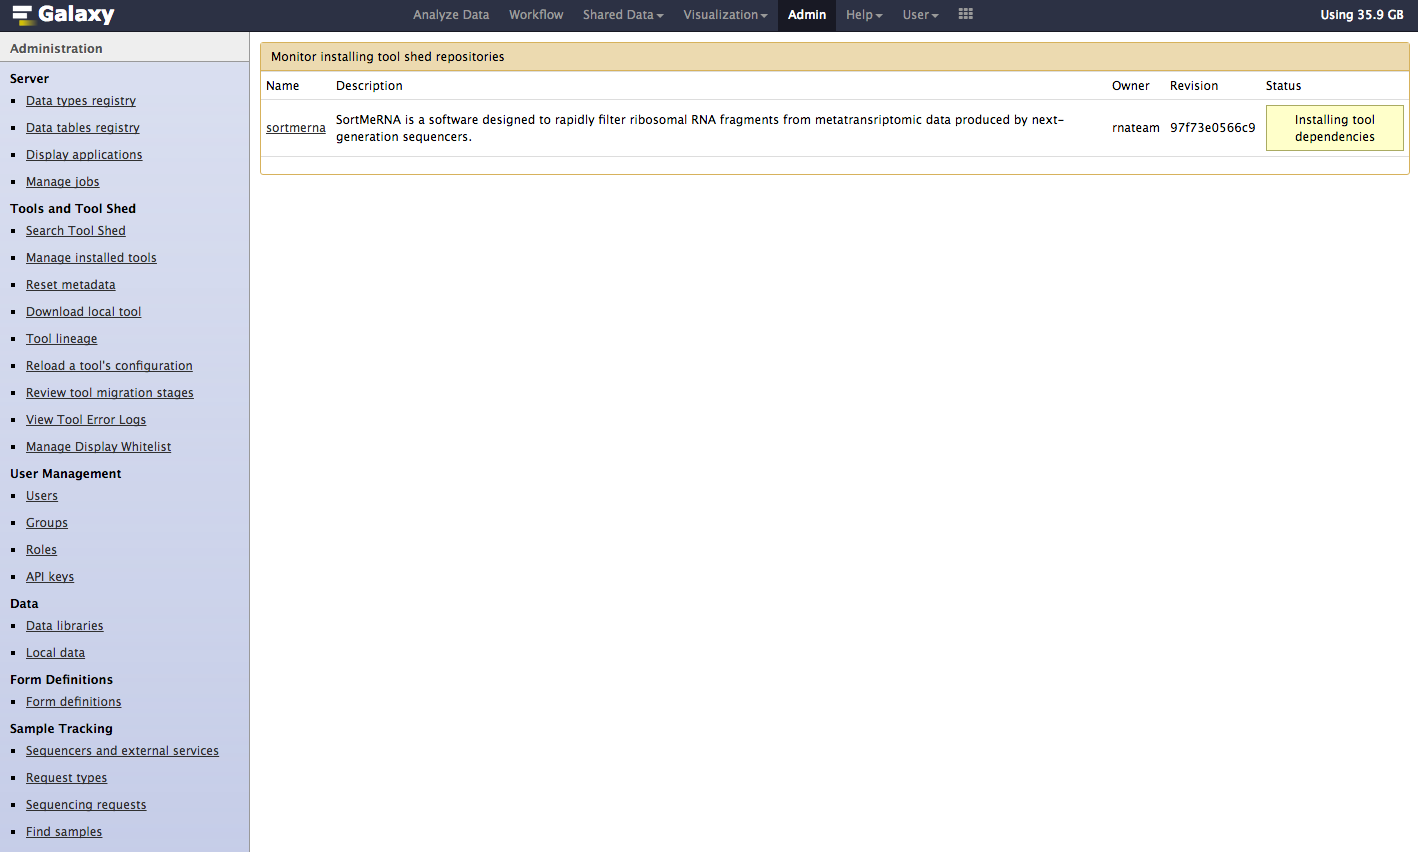 Galaxy
Analyze Data Workflow Shared Data Visualization Admin Help User Using 35.9 GB
Administration
Server
Data types registry
Data tables registry
Display applications
Manage jobs
Tools and Tool Shed
Search Tool Shed
Manage installed tools
Reset metadata
Download local tool
Tool lineage
Reload a tool's configuration
Review tool migration stages
View Tool Error Logs
Manage Display Whitelist
User Management
Users
Groups
Roles
API keys
Data
Data libraries
Local data
Form Definitions
Form definitions
Sample Tracking
Sequencers and external services
Request types
Sequencing requests
Find samples
Monitor installing tool shed repositories
Name Description Owner Revision Status
sortmerna
SortMeRNA is a software designed to rapidly filter ribosomal RNA fragments from metatransriptomic data produced by next-
generation sequencers.
rnateam
97f73e0566c9
Installing tool
dependencies